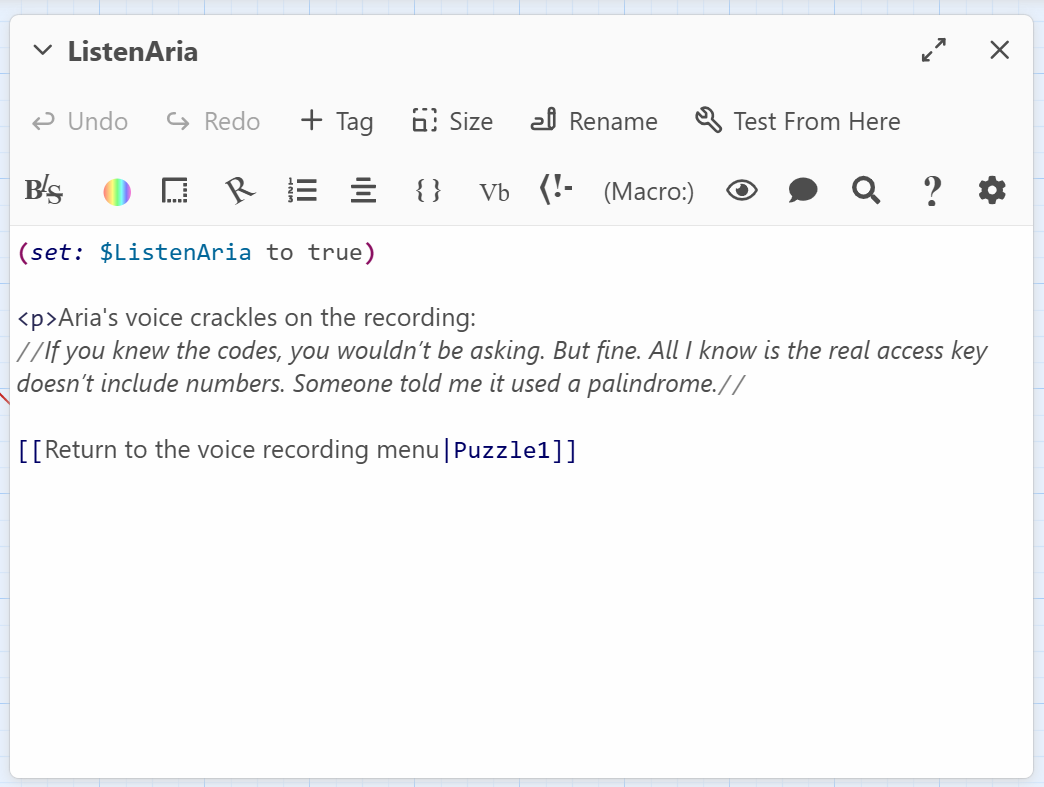 ListenAria
Undo Redo + Tag Size Rename Test From Here
BIS {} Vb (!- (Macro:) ?
(set: $ListenAria to true)
<p>Aria's voice crackles on the recording:
//If you knew the codes, you wouldn’t be asking. But fine. All I know is the real access key
doesn’t include numbers. Someone told me it used a palindrome.//
[[Return to the voice recording menu|Puzzle1]]